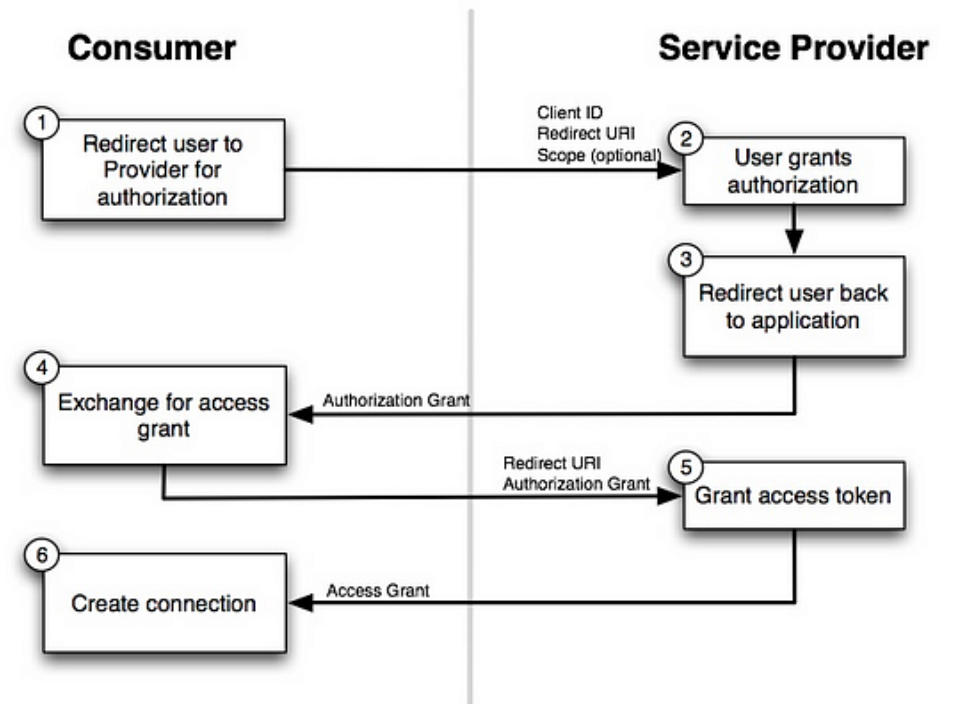 Consumer
Service Provider
1
Redirect user to
Provider for
authorization
Client ID
Redirect URI
Scope (optional)
2
User grants
authorization
3
Redirect user back
to application
4
Exchange for access
grant
Authorization Grant
Redirect URI
Authorization Grant
5
Grant access token
6
Create connection
Access Grant